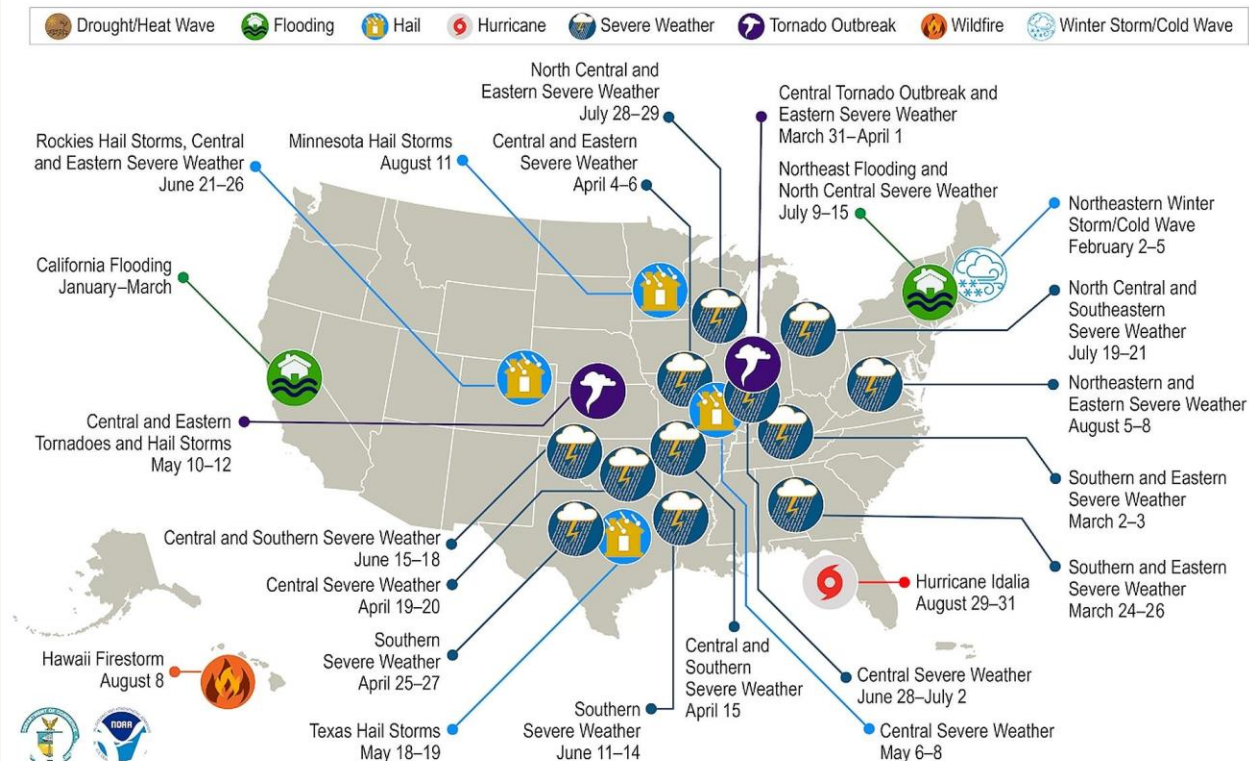 Drought/Heat Wave Flooding Hail Hurricane Severe Weather Tornado Outbreak Wildfire Winter Storm/Cold Wave
North Central and
Eastern Severe Weather
July 28–29
Central Tornado Outbreak and
Eastern Severe Weather
March 31–April 1
Rockies Hail Storms, Central
and Eastern Severe Weather
June 21–26
Minnesota Hail Storms
August 11
Central and Eastern
Severe Weather
April 4–6
Northeast Flooding and
North Central Severe Weather
July 9–15
Northeastern Winter
Storm/Cold Wave
February 2–5
California Flooding
January–March
North Central and
Southeastern
Severe Weather
July 19–21
Northeastern and
Eastern Severe Weather
August 5–8
Central and Eastern
Tornadoes and Hail Storms
May 10–12
Southern and Eastern
Severe Weather
March 2–3
Central and Southern Severe Weather
June 15–18
Central Severe Weather
April 19–20
Southern
Severe Weather
April 25–27
Hurricane Idalia
August 29–31
Southern and Eastern
Severe Weather
March 24–26
Hawaii Firestorm
August 8
Texas Hail Storms
May 18–19
Southern
Severe Weather
June 11–14
Central and
Southern
Severe Weather
April 15
Central Severe Weather
June 28–July 2
Central Severe Weather
May 6–8
NOAA